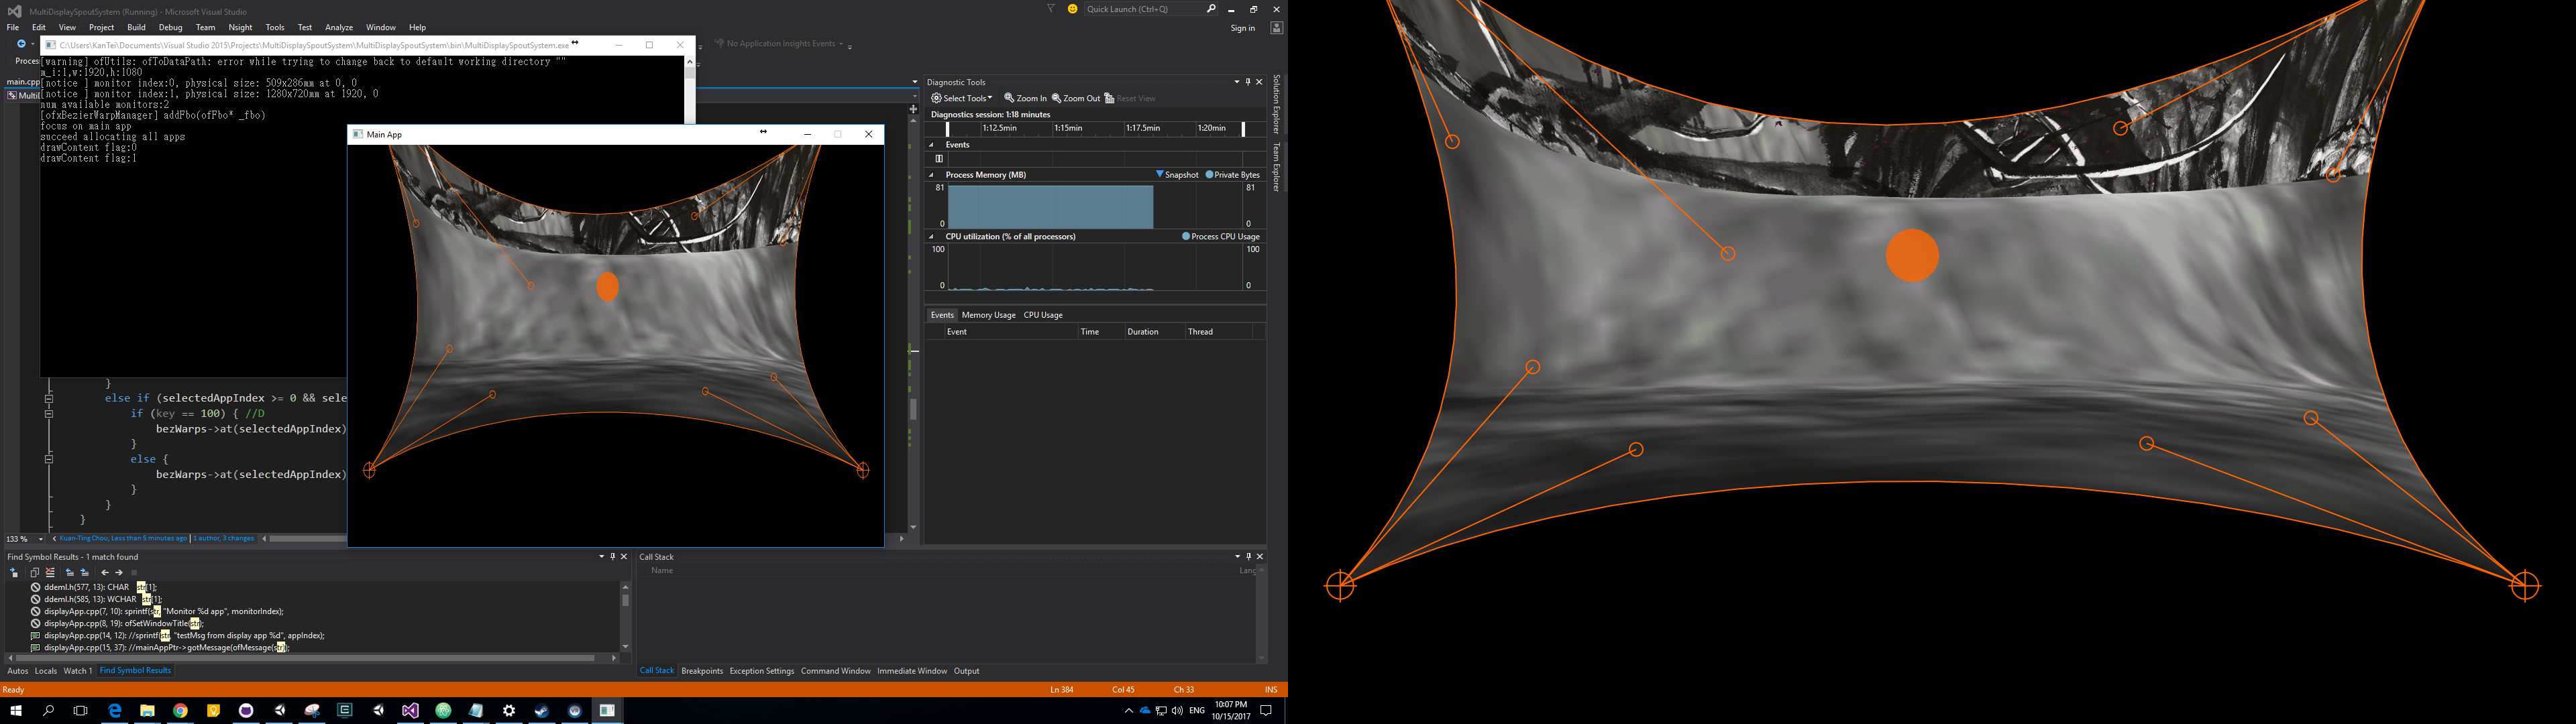 MultiDisplaySpoutSystem (Running) - Microsoft Visual Studio
Quick Launch (Ctrl+Q)
File Edit View Project Build Debug Team Nsight Tools Test Analyze Window Help
Sign in
C:\Users\KanTei\Documents\Visual Studio 2015\Projects\MultiDisplaySpoutSystem\MultiDisplaySpoutSystem\bin\MultiDisplaySpoutSystem.exe
No Application Insights Events
Proces
main.cpp
Multi
[warning] ofUtils: ofToDataPath: error while trying to change back to default working directory ""
m_i:1,w:1920,h:1080
[notice ] monitor index:0, physical size: 509x286mm at 0, 0
[notice ] monitor index:1, physical size: 1280x720mm at 1920, 0
num available monitors:2
[ofxBezierWarpManager] addFbo(ofFbo* _fbo)
focus on main app
succeed allocating all apps
drawContent flag:0
drawContent flag:1
Main App
}
else if (selectedAppIndex >= 0 && sele
if (key == 100) { //D
bezWarps->at(selectedAppIndex)
}
else {
bezWarps->at(selectedAppIndex)
}
}
}
133 %
Kuan-Ting Chou, Less than 5 minutes ago | 1 author, 3 changes
Diagnostic Tools
Select Tools Zoom In Zoom Out Reset View
Diagnostics session: 1:18 minutes
1:12.5min 1:15min 1:17.5min 1:20min
Events
Process Memory (MB) Snapshot Private Bytes
81 81
0 0
CPU utilization (% of all processors) Process CPU Usage
100 100
0 0
Events Memory Usage CPU Usage
Event Time Duration Thread
Solution Explorer
Team Explorer
Find Symbol Results - 1 match found
ddeml.h(577, 13): CHAR str[1];
ddeml.h(585, 13): WCHAR str[1];
displayApp.cpp(7, 10): sprintf(str, "Monitor %d app", monitorIndex);
displayApp.cpp(8, 19): ofSetWindowTitle(str);
displayApp.cpp(14, 12): //sprintf(str, "testMsg from display app %d", appIndex);
displayApp.cpp(15, 37): //mainAppPtr->gotMessage(ofMessage(str));
Autos Locals Watch 1 Find Symbol Results
Call Stack
Name Lang
Call Stack Breakpoints Exception Settings Command Window Immediate Window Output
Ready Ln 384 Col 45 Ch 33 INS
ENG
10:07 PM
10/15/2017